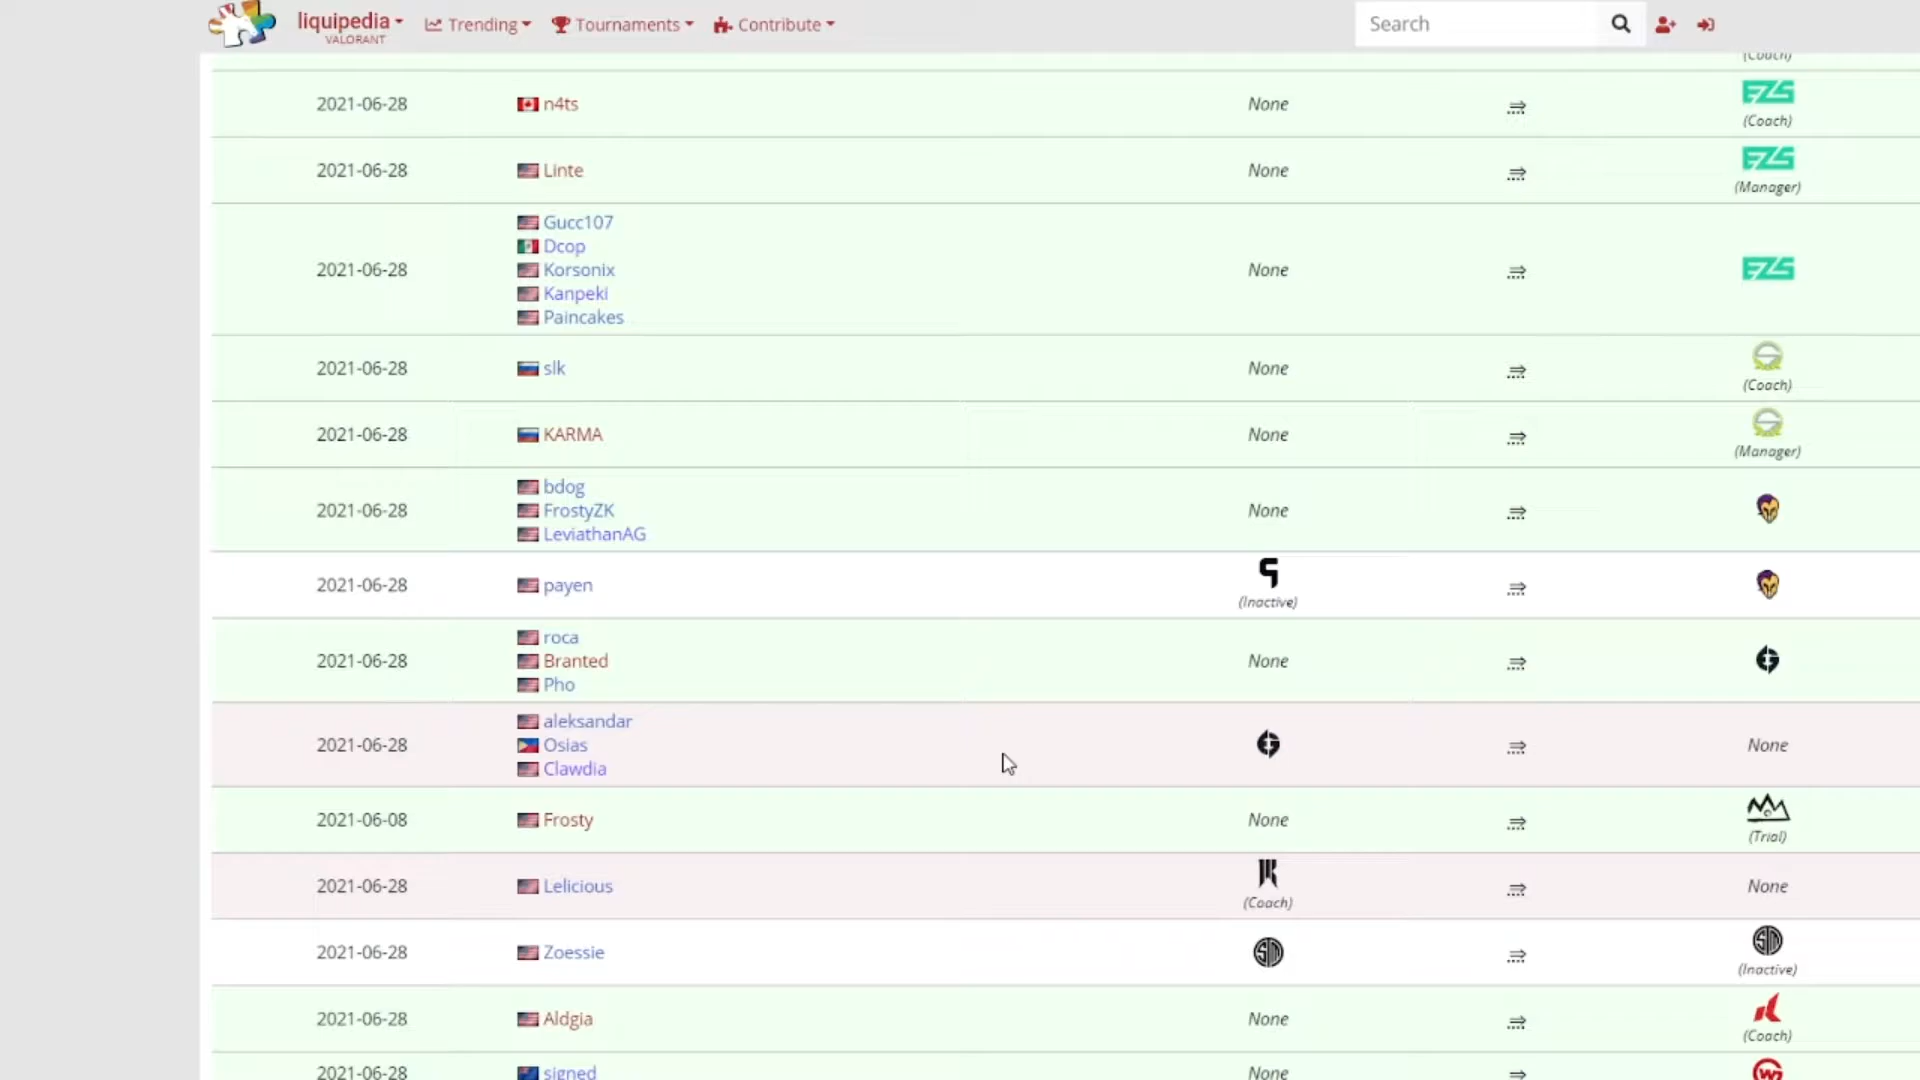 liquipedia
VALORANT
Trending
Tournaments
Contribute
Search
(Coach)
2021-06-28 n4ts None EZS
(Coach)
2021-06-28 Linte None EZS
(Manager)
Gucc107
Dcop
2021-06-28 Korsonix None EZS
Kanpeki
Paincakes
2021-06-28 slk None
(Coach)
2021-06-28 KARMA None
(Manager)
bdog
2021-06-28 FrostyZK None
LeviathanAG
2021-06-28 payen
(Inactive)
roca
2021-06-28 Branted None
Pho
aleksandar
2021-06-28 Osias None
Clawdia
2021-06-08 Frosty None
(Trial)
2021-06-28 Lelicious None
(Coach)
2021-06-28 Zoessie
(Inactive)
2021-06-28 Aldgia None
(Coach)
2021-06-28 signed None